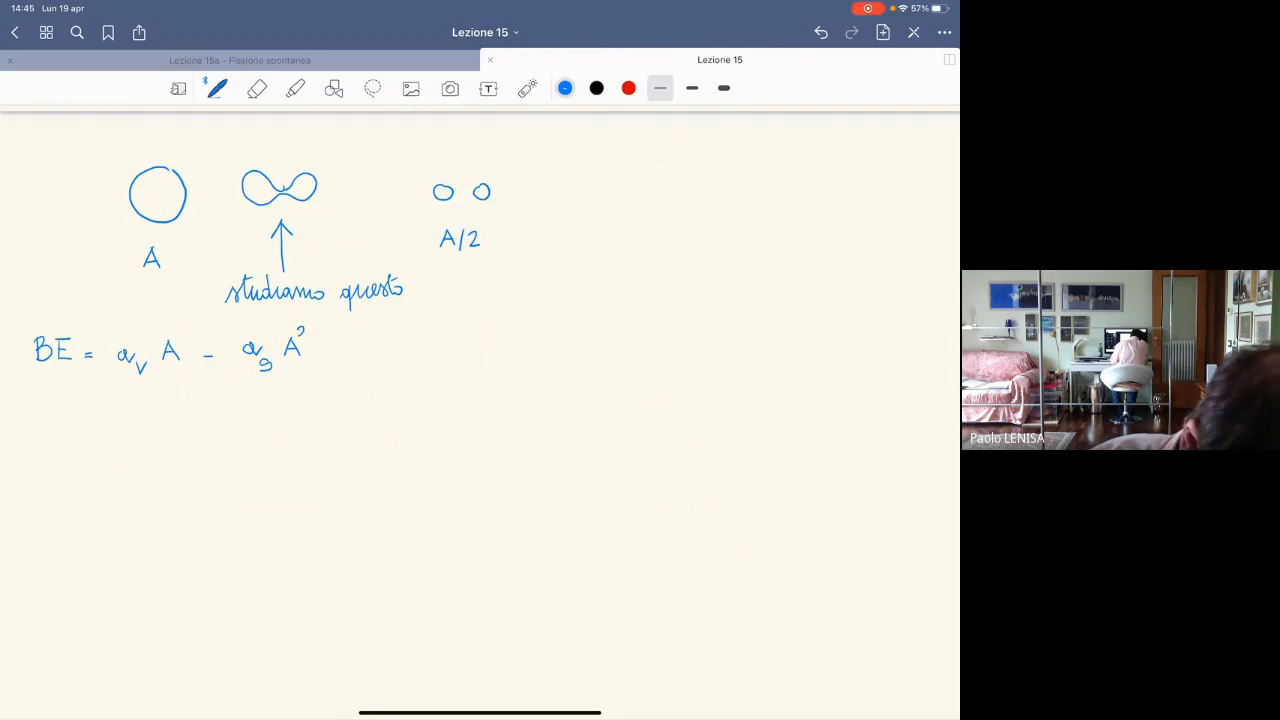 14:45 Lun 19 apr
57%
Lezione 15
Lezione 15a - Fissione spontanea
Lezione 15
T
A
A/2
studiamo questo
BE = a_V A - a_S A^2
Paolo LENISA